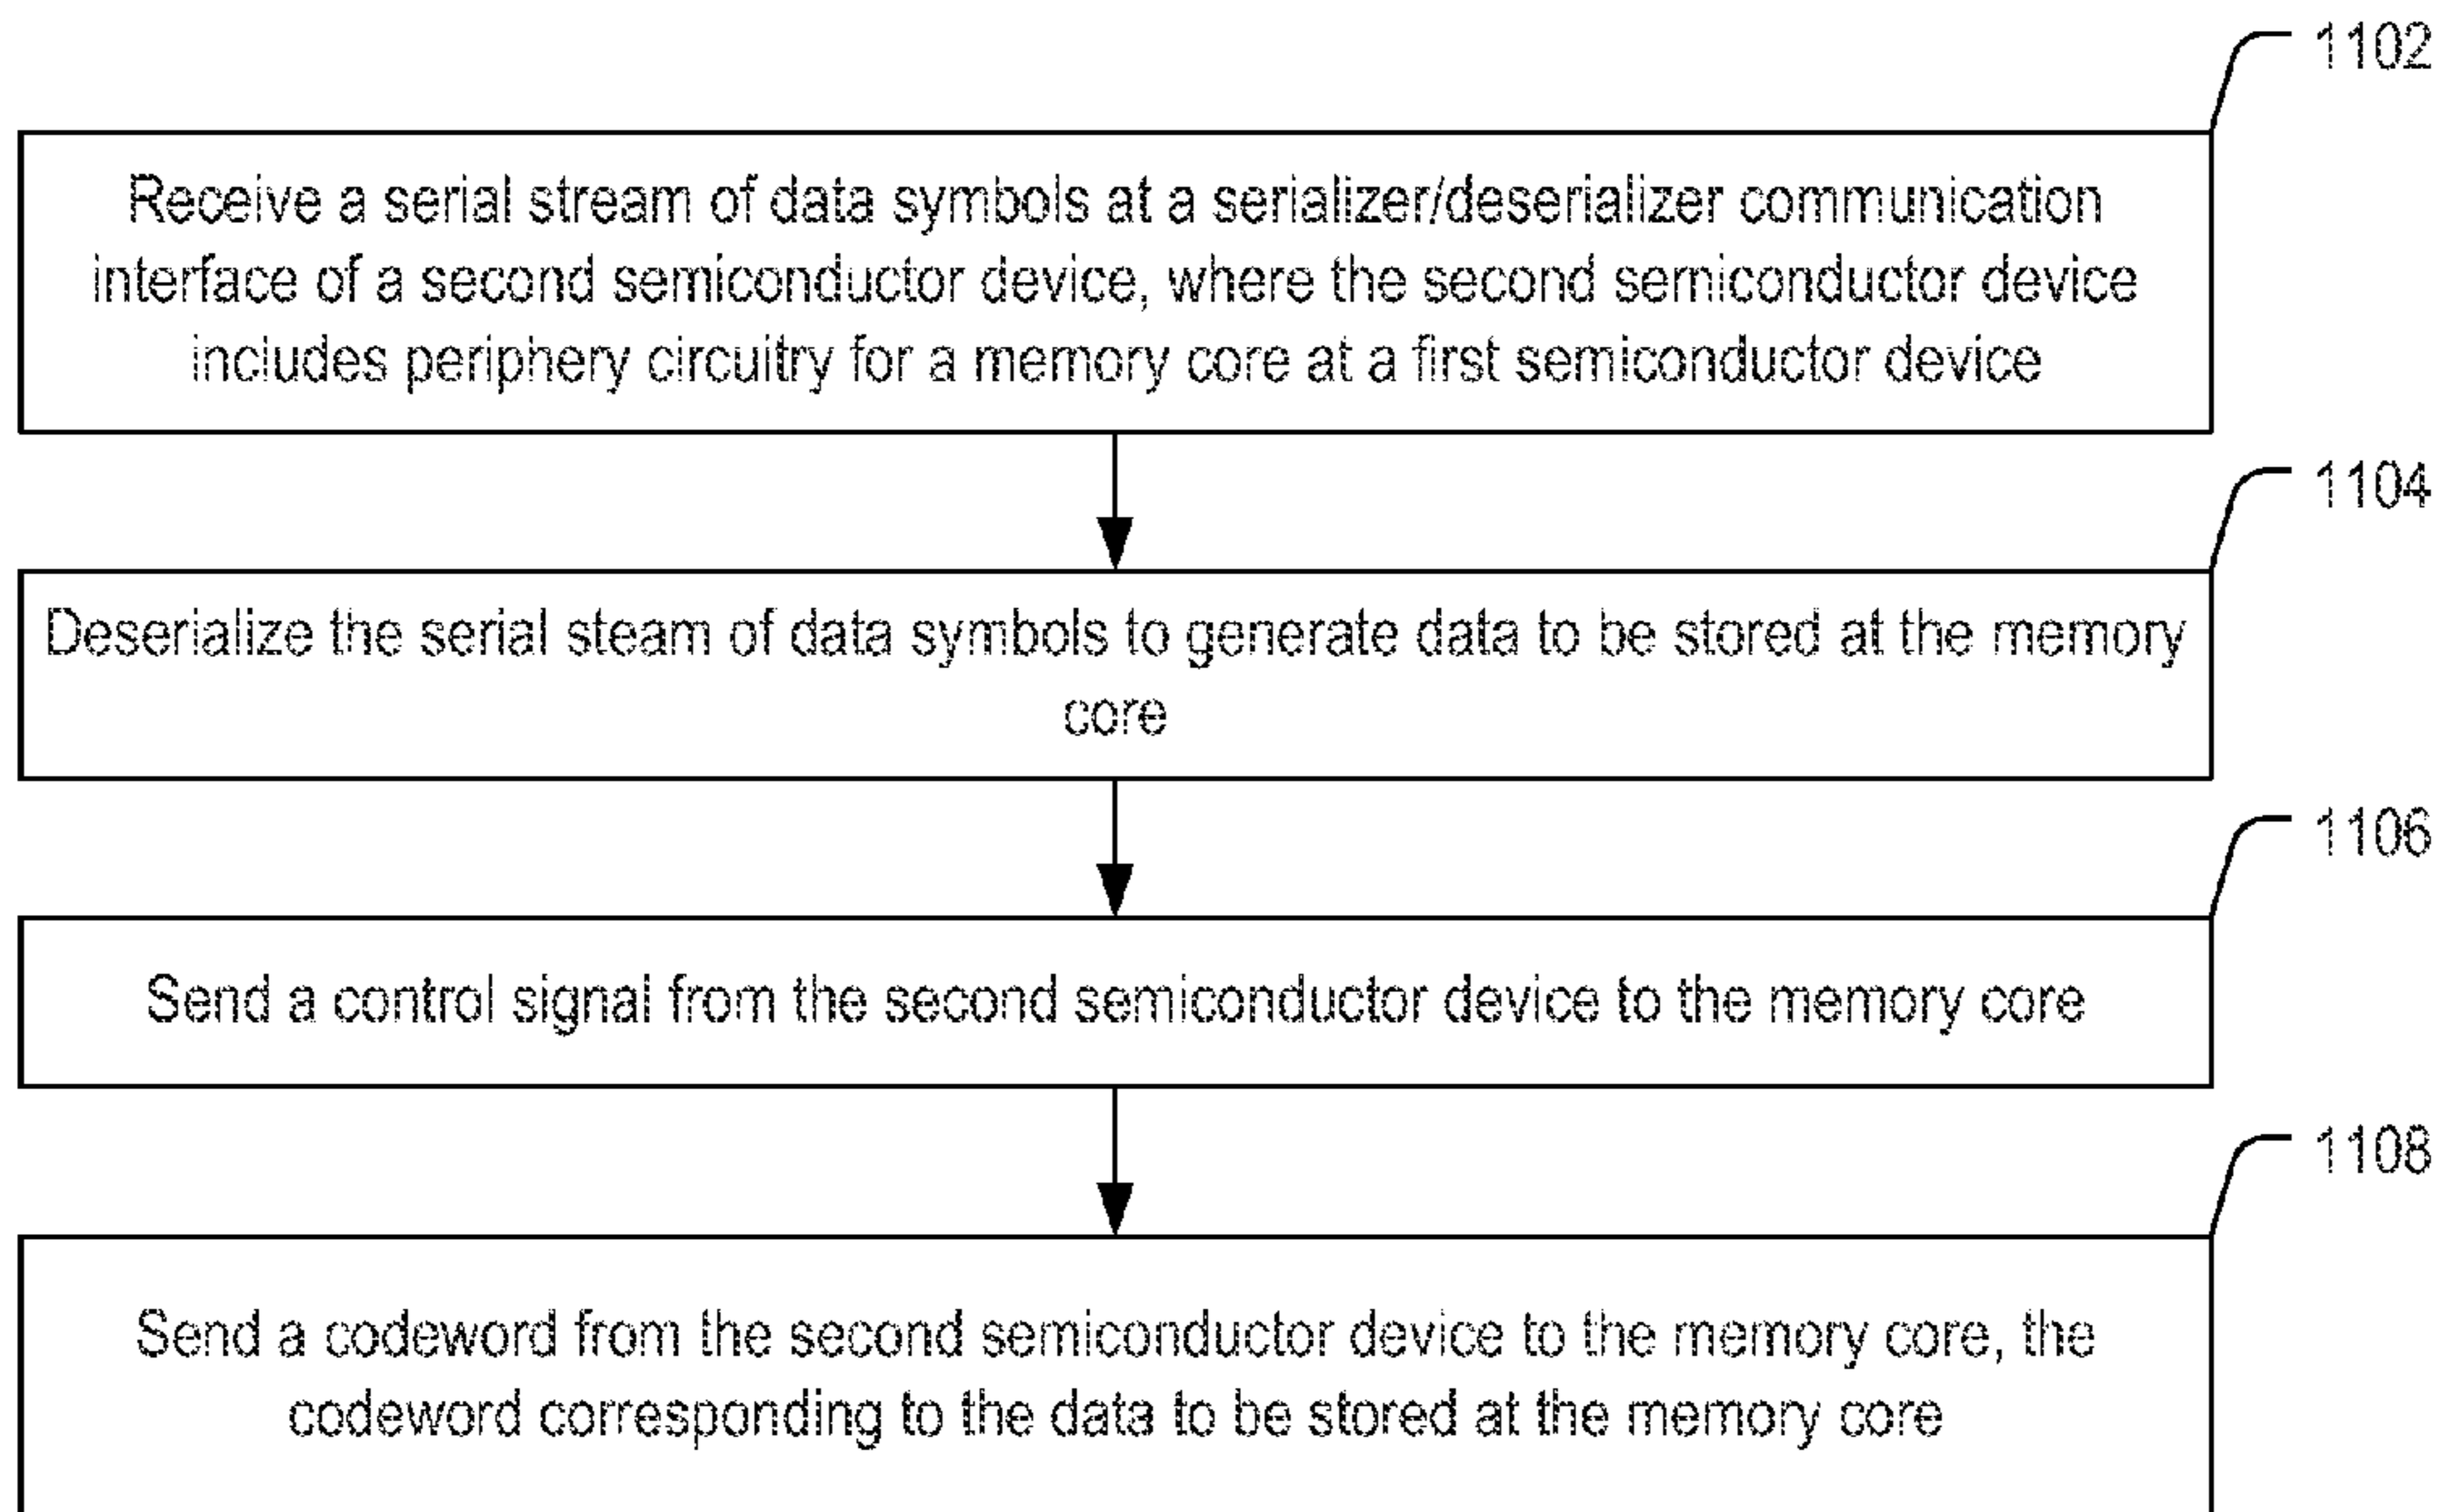 1102
Receive a serial stream of data symbols at a serializer/deserializer communication
interface of a second semiconductor device, where the second semiconductor device
includes periphery circuitry for a memory core at a first semiconductor device
1104
Deserialize the serial steam of data symbols to generate data to be stored at the memory
core
1106
Send a control signal from the second semiconductor device to the memory core
1108
Send a codeword from the second semiconductor device to the memory core, the
codeword corresponding to the data to be stored at the memory core